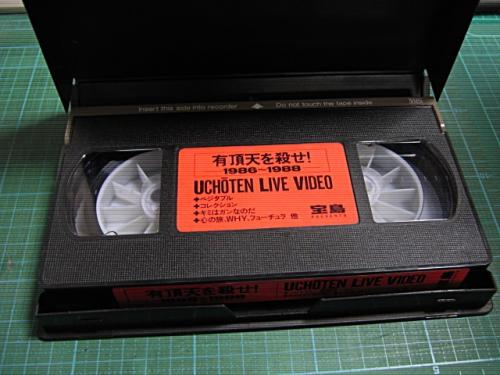 Insert this side into recorder Do not touch the tape inside VHS
有頂天を殺せ!
1986~1988
UCHŌTEN LIVE VIDEO
◆ベジタブル
◆コレクション
◆キミはガンなのだ
◆心の旅、WHY、フューチュラ 他
宝島
PRESENTS
有頂天を殺せ!
1986~1988
UCHŌTEN LIVE VIDEO